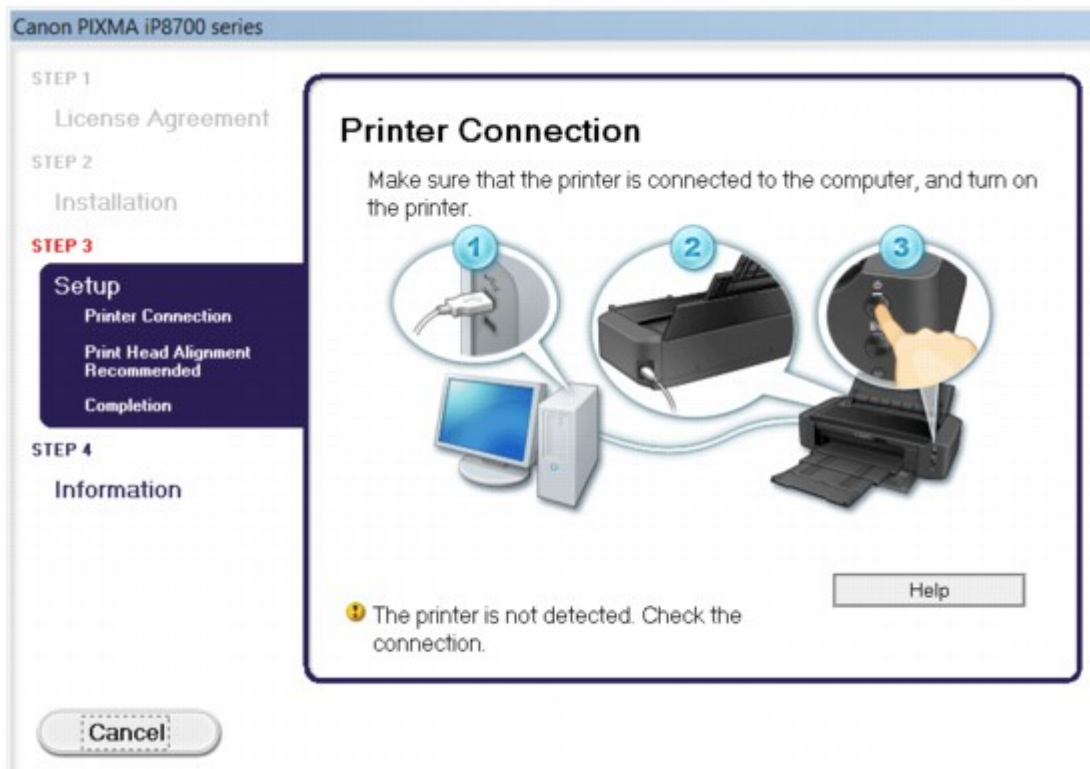 Canon PIXMA iP8700 series
STEP 1
License Agreement
STEP 2
Installation
STEP 3
Setup
Printer Connection
Print Head Alignment
Recommended
Completion
STEP 4
Information
Printer Connection
Make sure that the printer is connected to the computer, and turn on
the printer.
1
2
3
Help
The printer is not detected. Check the
connection.
Cancel